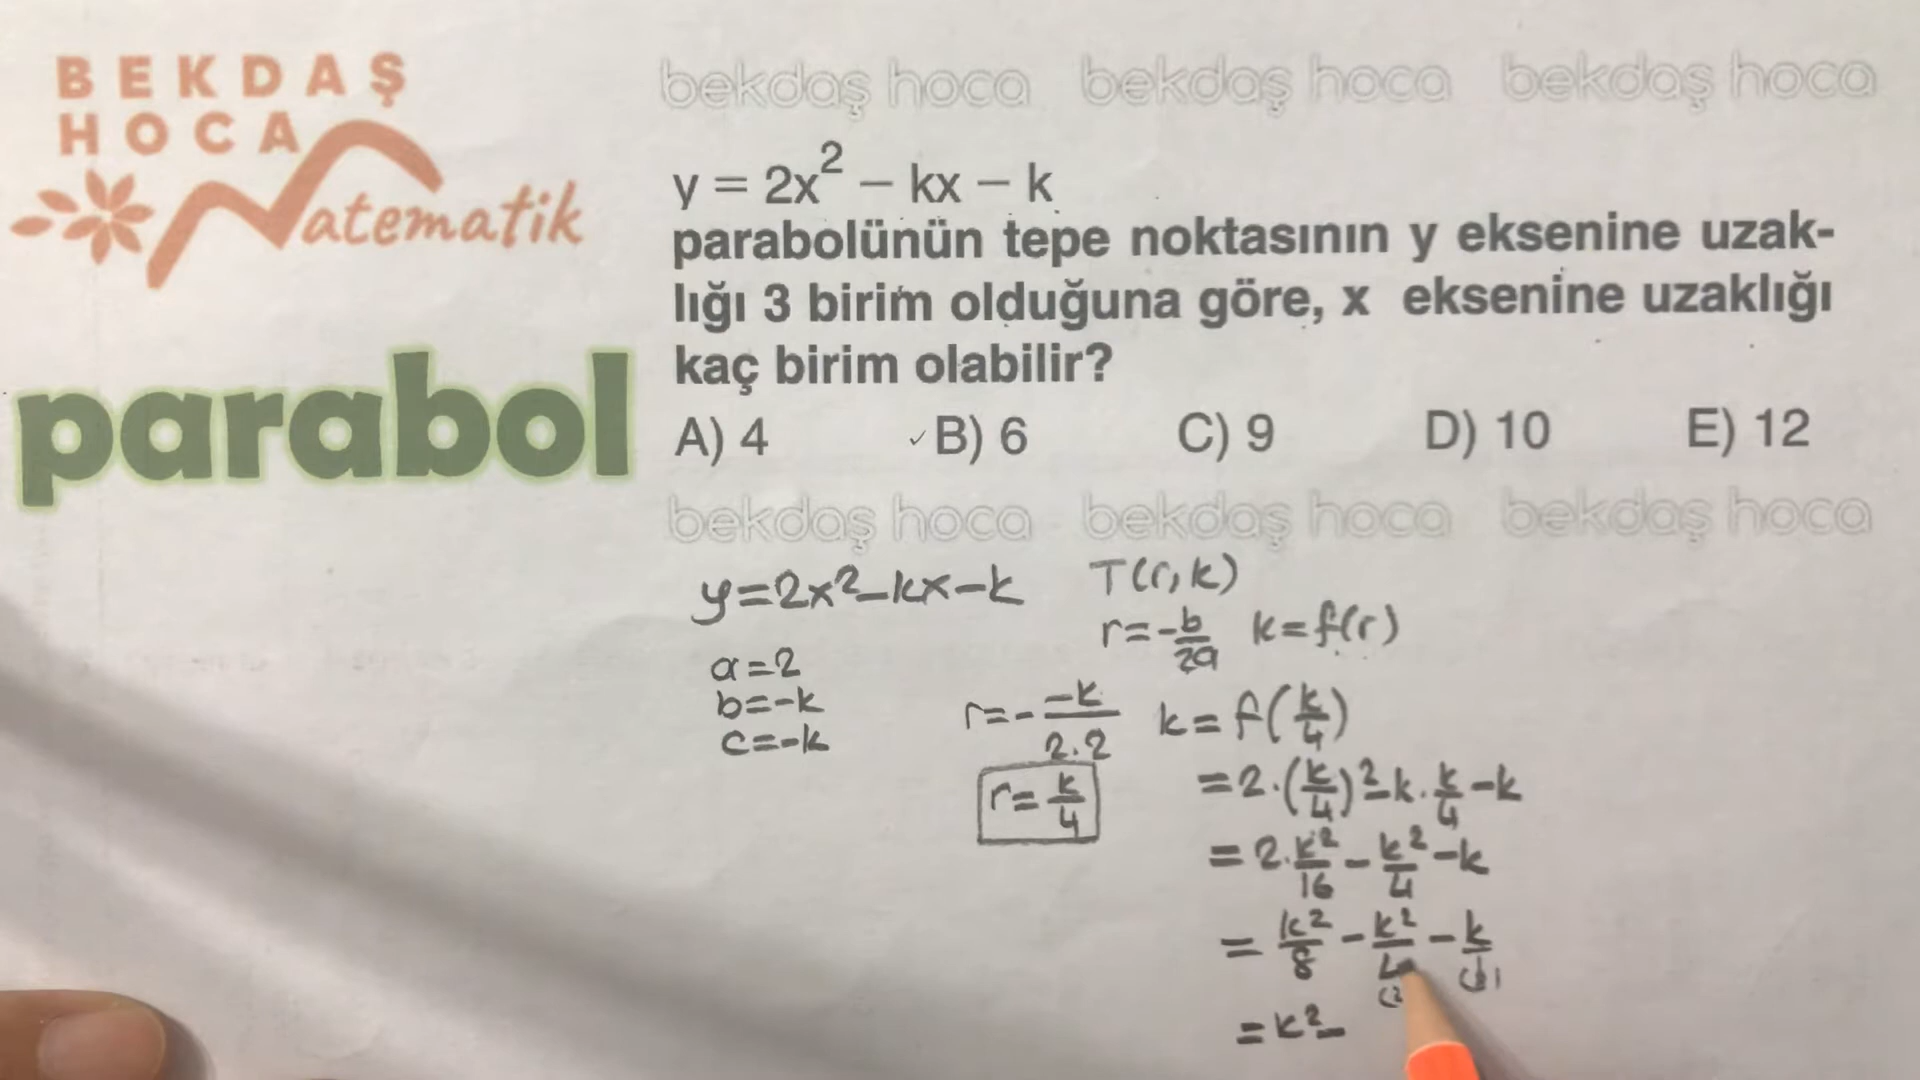 BEKDAŞ
HOCA
Matematik
parabol
bekdaş hoca bekdaş hoca bekdaş hoca
y = 2x² – kx – k
parabolünün tepe noktasının y eksenine uzak-
lığı 3 birim olduğuna göre, x eksenine uzaklığı
kaç birim olabilir?
A) 4 B) 6 C) 9 D) 10 E) 12
bekdaş hoca bekdaş hoca bekdaş hoca
y=2x²-kx-k
a=2
b=-k
c=-k
T(r,k)
r=-b/2a k=f(r)
r=--k/2.2
r=k/4
k=f(k/4)
=2.(k/4)²-k.k/4-k
=2.k²/16-k²/4-k
=k²/8-k²/4-k/1
=k²-